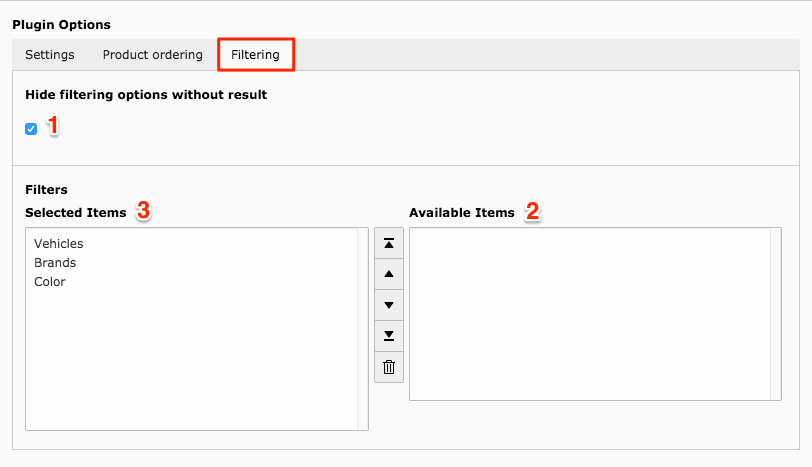 Plugin Options
Settings Product ordering Filtering
Hide filtering options without result
1
Filters
Selected Items 3 Available Items 2
Vehicles
Brands
Color